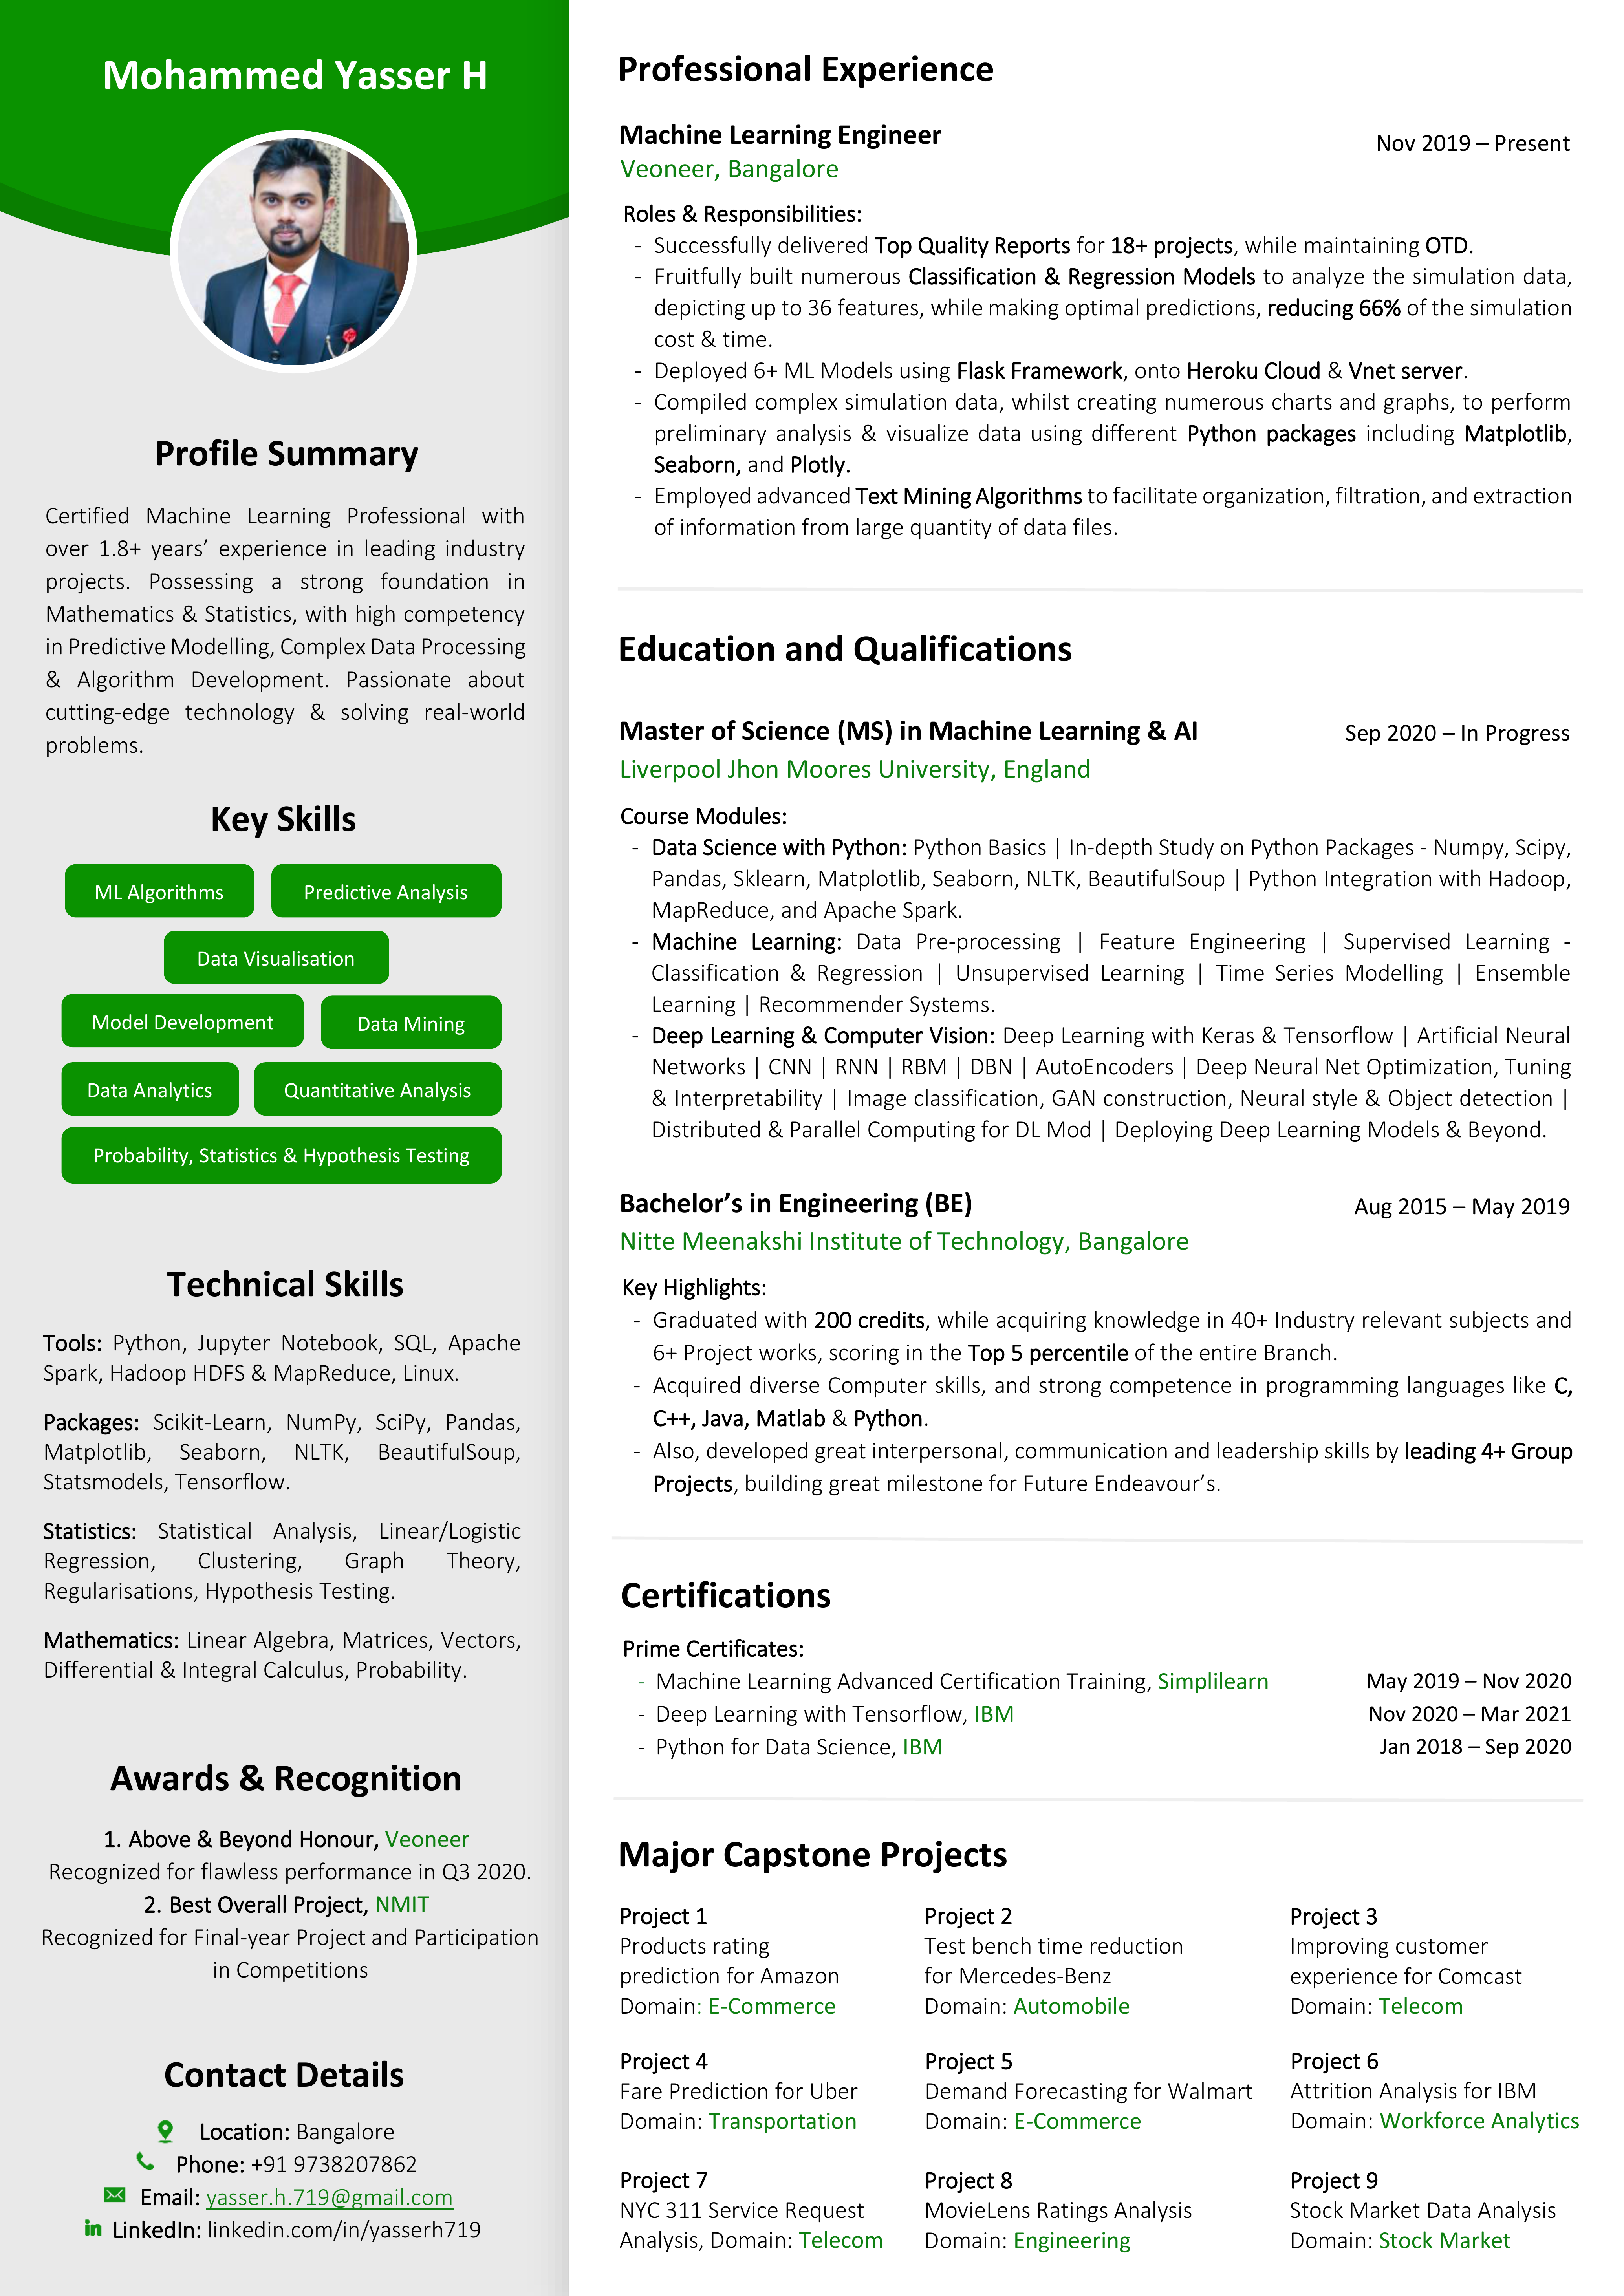 Mohammed Yasser H
Profile Summary
Certified Machine Learning Professional with
over 1.8+ years’ experience in leading industry
projects. Possessing a strong foundation in
Mathematics & Statistics, with high competency
in Predictive Modelling, Complex Data Processing
& Algorithm Development. Passionate about
cutting-edge technology & solving real-world
problems.
Key Skills
ML Algorithms
Predictive Analysis
Data Visualisation
Model Development
Data Mining
Data Analytics
Quantitative Analysis
Probability, Statistics & Hypothesis Testing
Technical Skills
Tools: Python, Jupyter Notebook, SQL, Apache
Spark, Hadoop HDFS & MapReduce, Linux.
Packages: Scikit-Learn, NumPy, SciPy, Pandas,
Matplotlib, Seaborn, NLTK, BeautifulSoup,
Statsmodels, Tensorflow.
Statistics: Statistical Analysis, Linear/Logistic
Regression, Clustering, Graph Theory,
Regularisations, Hypothesis Testing.
Mathematics: Linear Algebra, Matrices, Vectors,
Differential & Integral Calculus, Probability.
Awards & Recognition
1. Above & Beyond Honour, Veoneer
Recognized for flawless performance in Q3 2020.
2. Best Overall Project, NMIT
Recognized for Final-year Project and Participation
in Competitions
Contact Details
Location: Bangalore
Phone: +91 9738207862
Email: yasser.h.719@gmail.com
in LinkedIn: linkedin.com/in/yasserh719
Professional Experience
Machine Learning Engineer
Nov 2019 – Present
Veoneer, Bangalore
Roles & Responsibilities:
- Successfully delivered Top Quality Reports for 18+ projects, while maintaining OTD.
- Fruitfully built numerous Classification & Regression Models to analyze the simulation data,
depicting up to 36 features, while making optimal predictions, reducing 66% of the simulation
cost & time.
- Deployed 6+ ML Models using Flask Framework, onto Heroku Cloud & Vnet server.
- Compiled complex simulation data, whilst creating numerous charts and graphs, to perform
preliminary analysis & visualize data using different Python packages including Matplotlib,
Seaborn, and Plotly.
- Employed advanced Text Mining Algorithms to facilitate organization, filtration, and extraction
of information from large quantity of data files.
Education and Qualifications
Master of Science (MS) in Machine Learning & AI
Sep 2020 – In Progress
Liverpool Jhon Moores University, England
Course Modules:
- Data Science with Python: Python Basics | In-depth Study on Python Packages - Numpy, Scipy,
Pandas, Sklearn, Matplotlib, Seaborn, NLTK, BeautifulSoup | Python Integration with Hadoop,
MapReduce, and Apache Spark.
- Machine Learning: Data Pre-processing | Feature Engineering | Supervised Learning -
Classification & Regression | Unsupervised Learning | Time Series Modelling | Ensemble
Learning | Recommender Systems.
- Deep Learning & Computer Vision: Deep Learning with Keras & Tensorflow | Artificial Neural
Networks | CNN | RNN | RBM | DBN | AutoEncoders | Deep Neural Net Optimization, Tuning
& Interpretability | Image classification, GAN construction, Neural style & Object detection |
Distributed & Parallel Computing for DL Mod | Deploying Deep Learning Models & Beyond.
Bachelor’s in Engineering (BE)
Aug 2015 – May 2019
Nitte Meenakshi Institute of Technology, Bangalore
Key Highlights:
- Graduated with 200 credits, while acquiring knowledge in 40+ Industry relevant subjects and
6+ Project works, scoring in the Top 5 percentile of the entire Branch.
- Acquired diverse Computer skills, and strong competence in programming languages like C,
C++, Java, Matlab & Python.
- Also, developed great interpersonal, communication and leadership skills by leading 4+ Group
Projects, building great milestone for Future Endeavour’s.
Certifications
Prime Certificates:
- Machine Learning Advanced Certification Training, Simplilearn May 2019 – Nov 2020
- Deep Learning with Tensorflow, IBM Nov 2020 – Mar 2021
- Python for Data Science, IBM Jan 2018 – Sep 2020
Major Capstone Projects
Project 1
Products rating
prediction for Amazon
Domain: E-Commerce
Project 2
Test bench time reduction
for Mercedes-Benz
Domain: Automobile
Project 3
Improving customer
experience for Comcast
Domain: Telecom
Project 4
Fare Prediction for Uber
Domain: Transportation
Project 5
Demand Forecasting for Walmart
Domain: E-Commerce
Project 6
Attrition Analysis for IBM
Domain: Workforce Analytics
Project 7
NYC 311 Service Request
Analysis, Domain: Telecom
Project 8
MovieLens Ratings Analysis
Domain: Engineering
Project 9
Stock Market Data Analysis
Domain: Stock Market